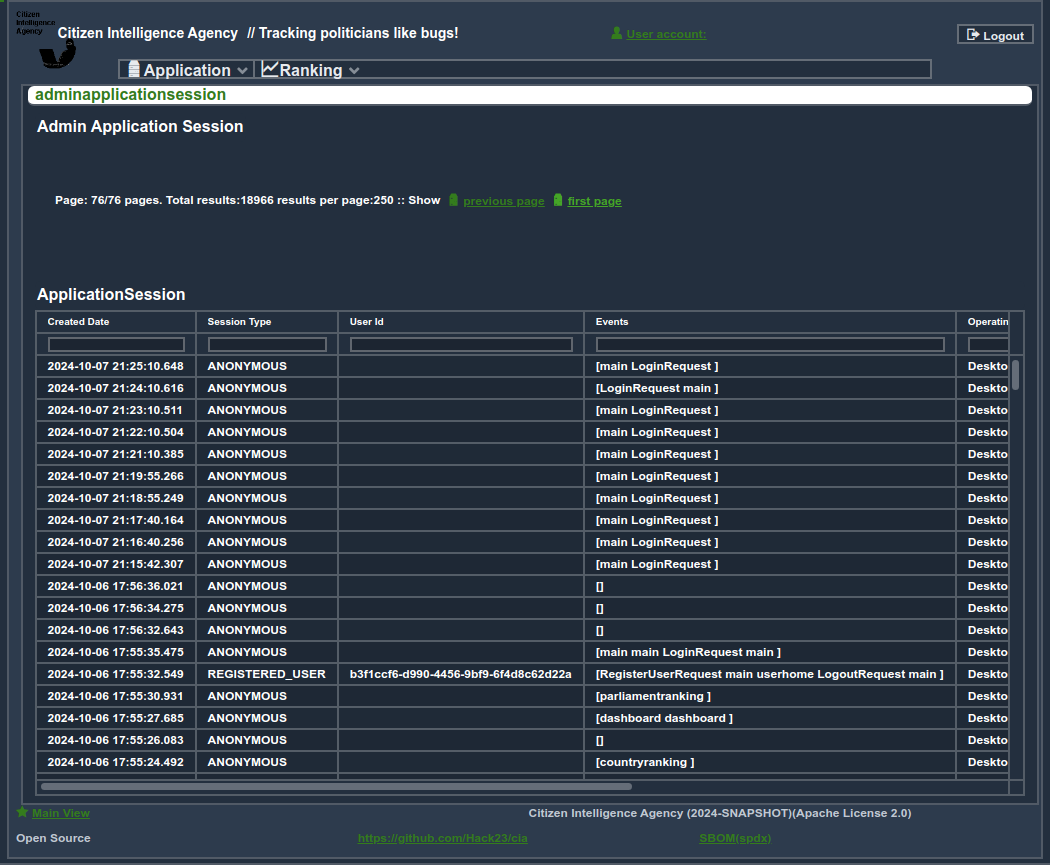 Citizen
Intelligence
Agency
Citizen Intelligence Agency // Tracking politicians like bugs!
User account:
Logout
Application
Ranking
adminapplicationsession
Admin Application Session
Page: 76/76 pages. Total results:18966 results per page:250 :: Show previous page first page
ApplicationSession
Created Date Session Type User Id Events Operatin
2024-10-07 21:25:10.648 ANONYMOUS [main LoginRequest ] Deskto
2024-10-07 21:24:10.616 ANONYMOUS [LoginRequest main ] Deskto
2024-10-07 21:23:10.511 ANONYMOUS [main LoginRequest ] Deskto
2024-10-07 21:22:10.504 ANONYMOUS [main LoginRequest ] Deskto
2024-10-07 21:21:10.385 ANONYMOUS [main LoginRequest ] Deskto
2024-10-07 21:19:55.266 ANONYMOUS [main LoginRequest ] Deskto
2024-10-07 21:18:55.249 ANONYMOUS [main LoginRequest ] Deskto
2024-10-07 21:17:40.164 ANONYMOUS [main LoginRequest ] Deskto
2024-10-07 21:16:40.256 ANONYMOUS [main LoginRequest ] Deskto
2024-10-07 21:15:42.307 ANONYMOUS [main LoginRequest ] Deskto
2024-10-06 17:56:36.021 ANONYMOUS [] Deskto
2024-10-06 17:56:34.275 ANONYMOUS [] Deskto
2024-10-06 17:56:32.643 ANONYMOUS [] Deskto
2024-10-06 17:55:35.475 ANONYMOUS [main main LoginRequest main ] Deskto
2024-10-06 17:55:32.549 REGISTERED_USER b3f1ccf6-d990-4456-9bf9-6f4d8c62d22a [RegisterUserRequest main userhome LogoutRequest main ] Deskto
2024-10-06 17:55:30.931 ANONYMOUS [parliamentranking ] Deskto
2024-10-06 17:55:27.685 ANONYMOUS [dashboard dashboard ] Deskto
2024-10-06 17:55:26.083 ANONYMOUS [] Deskto
2024-10-06 17:55:24.492 ANONYMOUS [countryranking ] Deskto
Main View Citizen Intelligence Agency (2024-SNAPSHOT)(Apache License 2.0)
Open Source https://github.com/Hack23/cia SBOM(spdx)